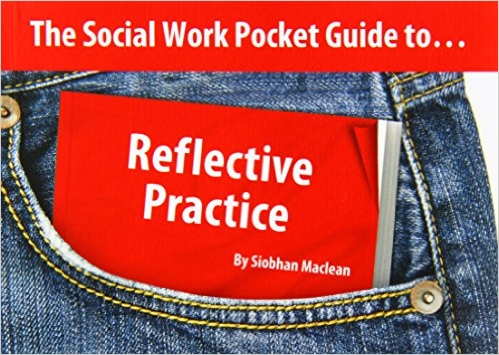 The Social Work Pocket Guide to...
Reflective
Practice
By Siobhan Maclean